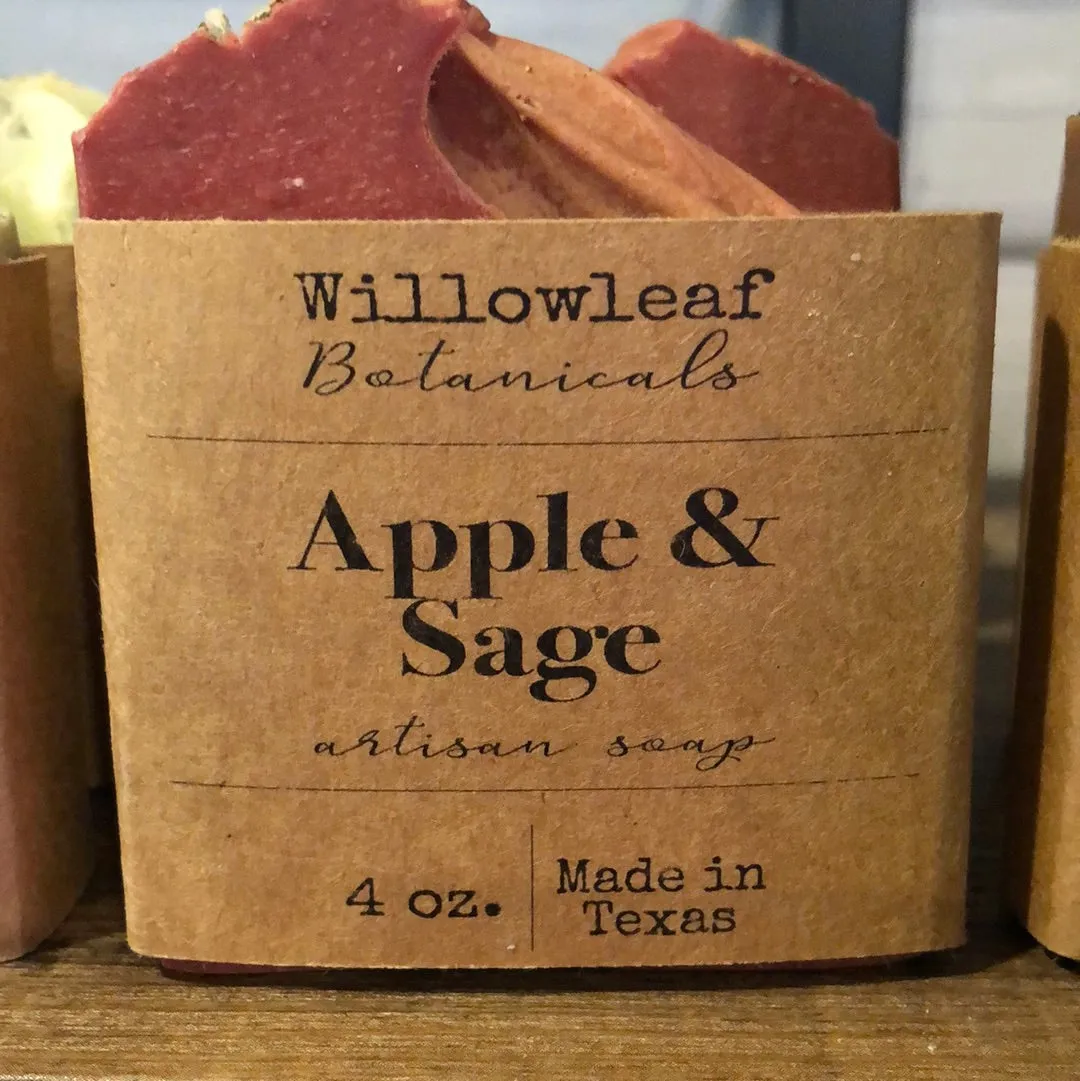 Willowleaf
Botanicals
Apple &
Sage
artisan soap
4 oz.
Made in
Texas